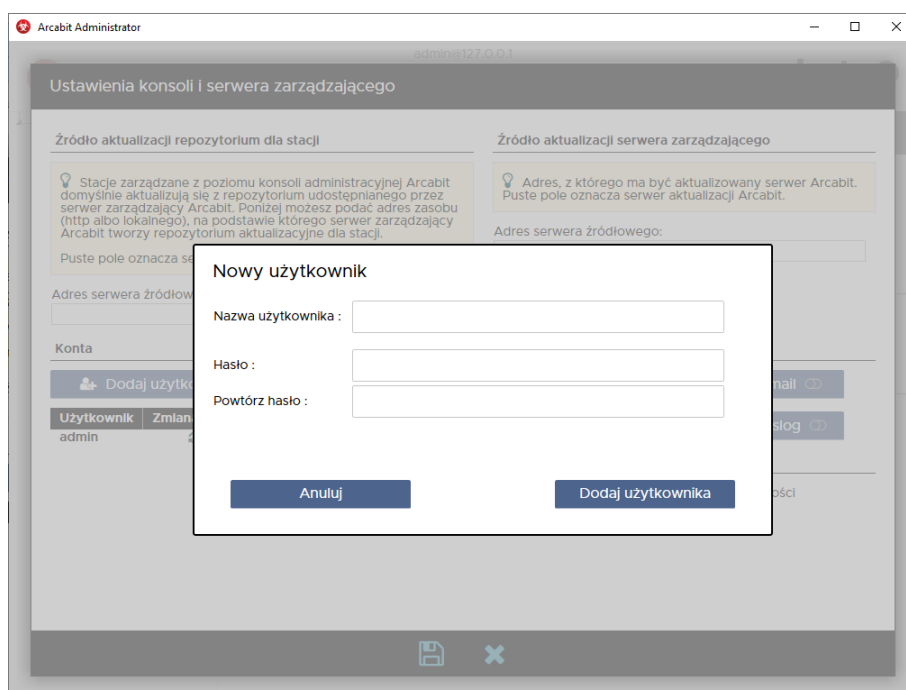 Arcabit Administrator
admin@127.0.0.1
Ustawienia konsoli i serwera zarządzającego
Źródło aktualizacji repozytorium dla stacji
Stacje zarządzane z poziomu konsoli administracyjnej Arcabit
domyślnie aktualizują się z repozytorium udostępnianego przez
serwer zarządzający Arcabit. Poniżej możesz podać adres zasobu
(http albo lokalnego), na podstawie którego serwer zarządzający
Arcabit tworzy repozytorium aktualizacyjne dla stacji.
Puste pole oznacza se
Adres serwera źródłow
Źródło aktualizacji serwera zarządzającego
Adres, z którego ma być aktualizowany serwer Arcabit.
Puste pole oznacza serwer aktualizacji Arcabit.
Adres serwera źródłowego:
Konta
Dodaj użytko
Użytkownik Zmian
admin 2
Nowy użytkownik
Nazwa użytkownika :
Hasło :
Powtórz hasło :
Anuluj Dodaj użytkownika
mail
slog
ości